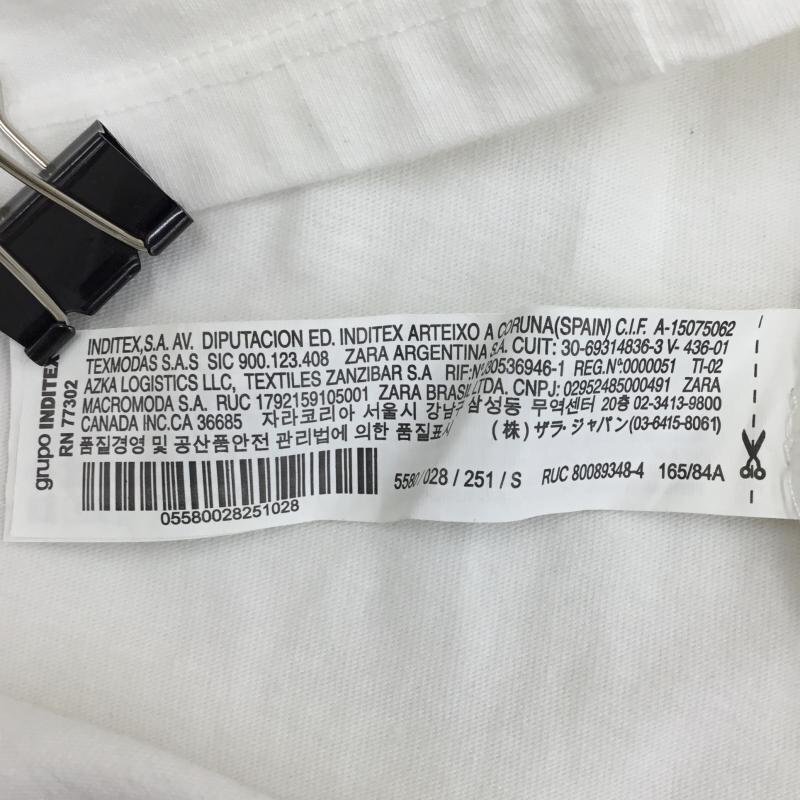 grupo INDITEX
RN 77302
INDITEX,S.A. AV. DIPUTACION ED. INDITEX ARTEIXO A CORUNA(SPAIN) C.I.F. A-15075062
TEXMODAS S.A.S SIC 900.123.408 ZARA ARGENTINA S.A. CUIT: 30-69314836-3 V- 436-01
AZKA LOGISTICS LLC, TEXTILES ZANZIBAR S.A RIF:Nº.30536946-1 REG.Nº0000051 TI-02
MACROMODA S.A. RUC 1792159105001 ZARA BRASIL LTDA. CNPJ: 02952485000491 ZARA
CANADA INC.CA 36685 자라코리아 서울시 강남구 삼성동 무역센터 20층 02-3413-9800
품질경영 및 공산품안전 관리법에 의한 품질표시 (株) ザラ・ジャパン(03-6415-8061)
5580/028/251/S RUC 80089348-4 165/84A
05580028251028